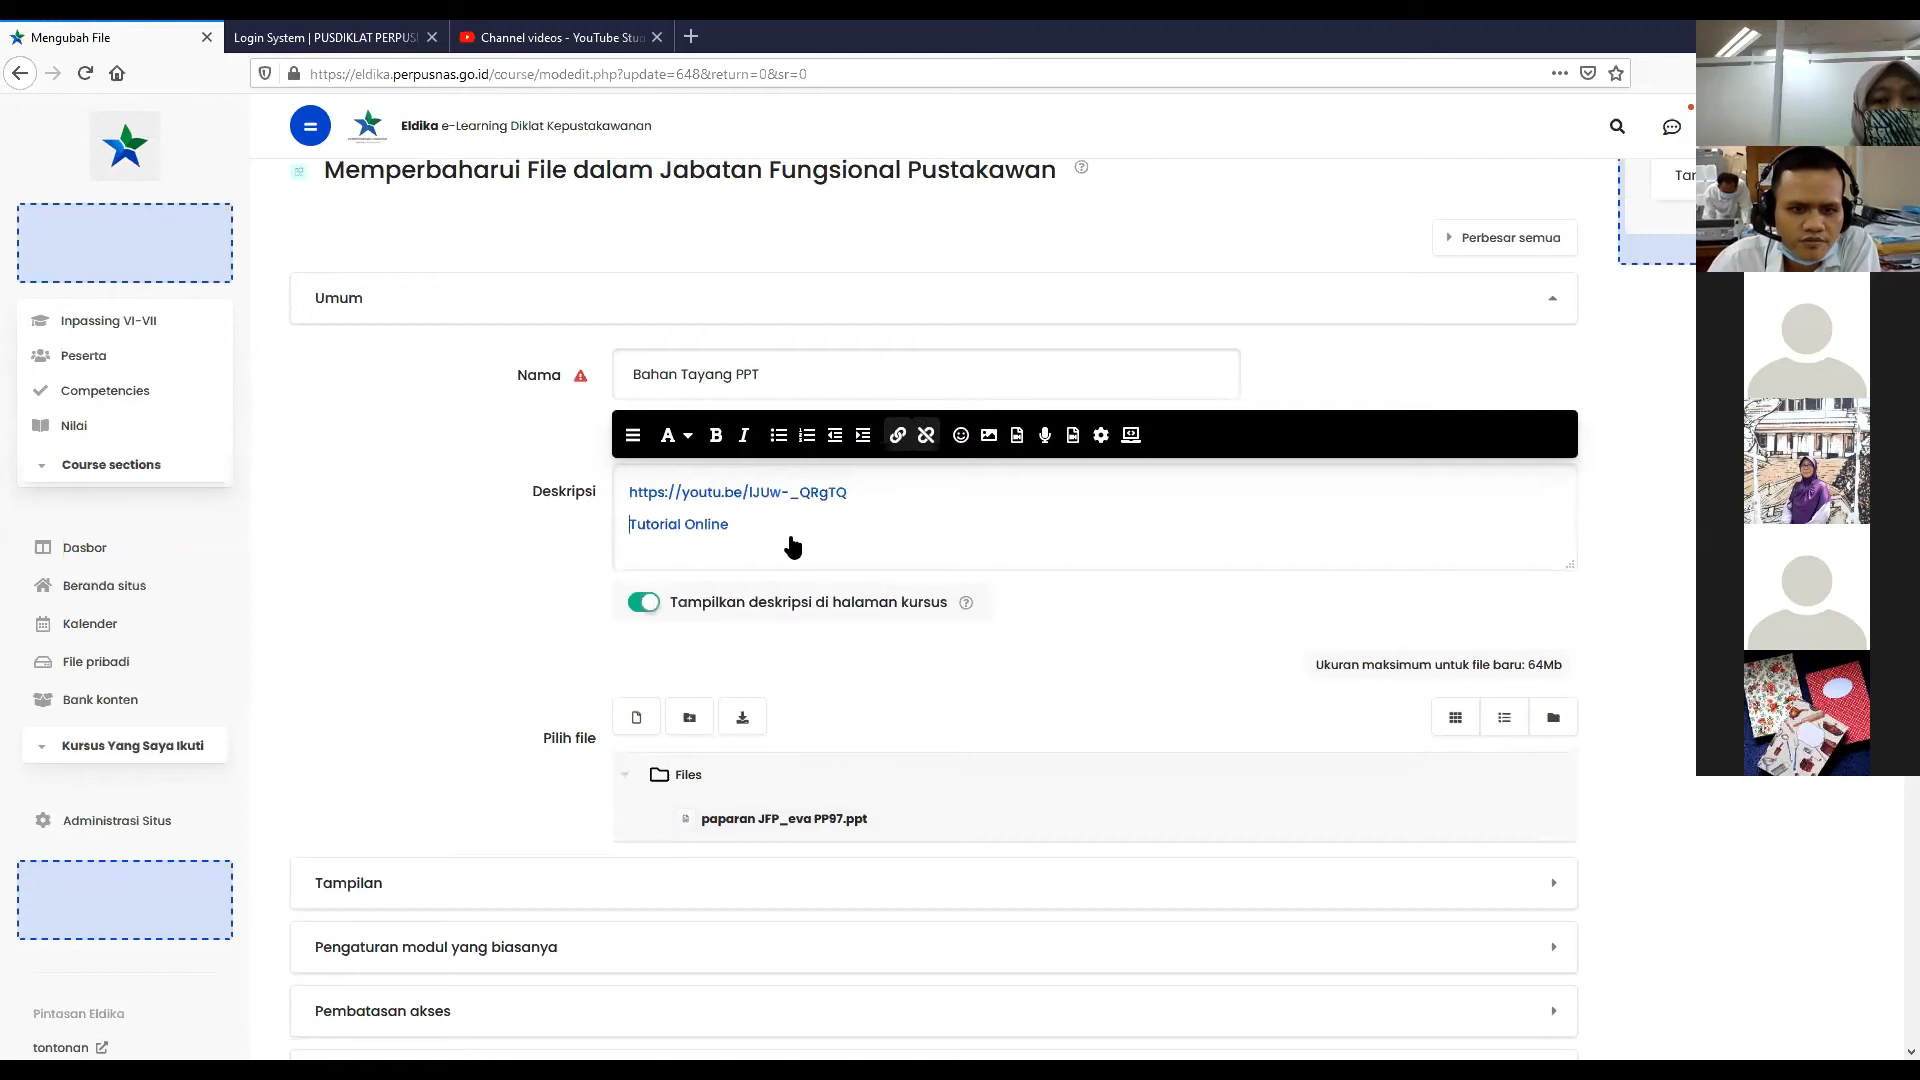 Mengubah File
Login System | PUSDIKLAT PERPUS
Channel videos - YouTube Stu
https://eldika.perpusnas.go.id/course/modedit.php?update=648&return=0&sr=0
Eldika e-Learning Diklat Kepustakawanan
Memperbaharui File dalam Jabatan Fungsional Pustakawan
Tar
Perbesar semua
Umum
Inpassing VI-VII
Peserta
Competencies
Nilai
Course sections
Nama
Bahan Tayang PPT
Deskripsi
https://youtu.be/lJUw-_QRgTQ
Tutorial Online
Dasbor
Beranda situs
Kalender
File pribadi
Bank konten
Kursus Yang Saya Ikuti
Administrasi Situs
Tampilkan deskripsi di halaman kursus
Ukuran maksimum untuk file baru: 64Mb
Pilih file
Files
paparan JFP_eva PP97.ppt
Tampilan
Pengaturan modul yang biasanya
Pembatasan akses
Pintasan Eldika
tontonan